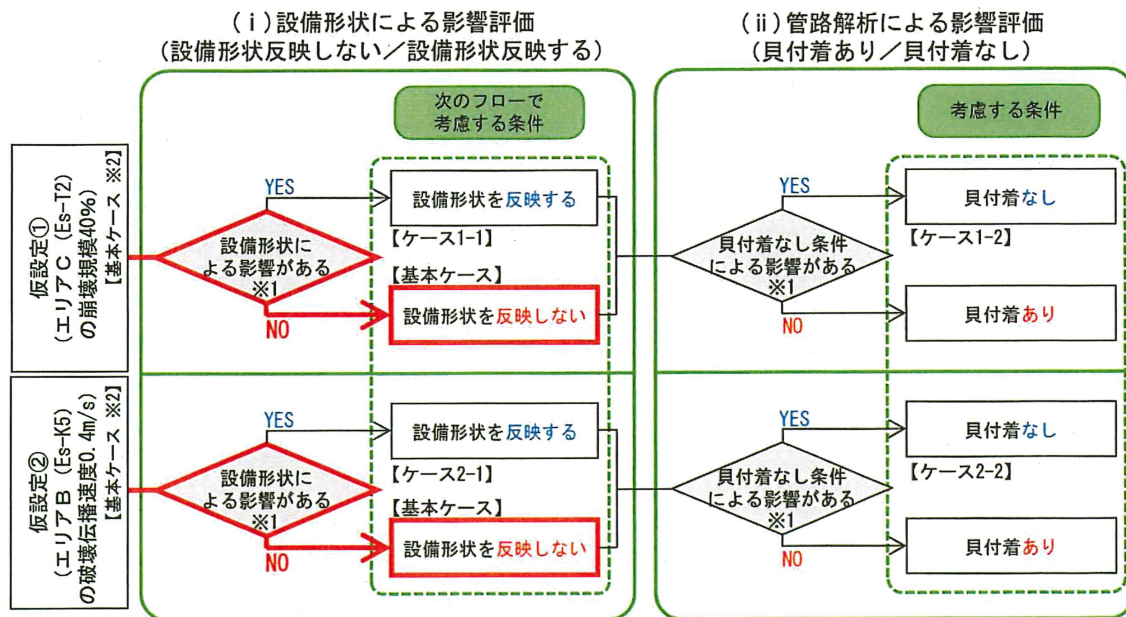 (ⅰ)設備形状による影響評価
(設備形状反映しない/設備形状反映する)
(ⅱ)管路解析による影響評価
(貝付着あり/貝付着なし)
次のフローで
考慮する条件
考慮する条件
仮設定①
(エリアC(Es-T2)
の崩壊規模40%)
【基本ケース ※2】
設備形状に
よる影響がある
※1
YES
設備形状を反映する
【ケース1-1】
【基本ケース】
NO
設備形状を反映しない
貝付着なし条件
による影響がある
※1
YES
貝付着なし
【ケース1-2】
NO
貝付着あり
仮設定②
(エリアB(Es-K5)
の破壊伝播速度0.4m/s)
【基本ケース ※2】
設備形状に
よる影響がある
※1
YES
設備形状を反映する
【ケース2-1】
【基本ケース】
NO
設備形状を反映しない
貝付着なし条件
による影響がある
※1
YES
貝付着なし
【ケース2-2】
NO
貝付着あり